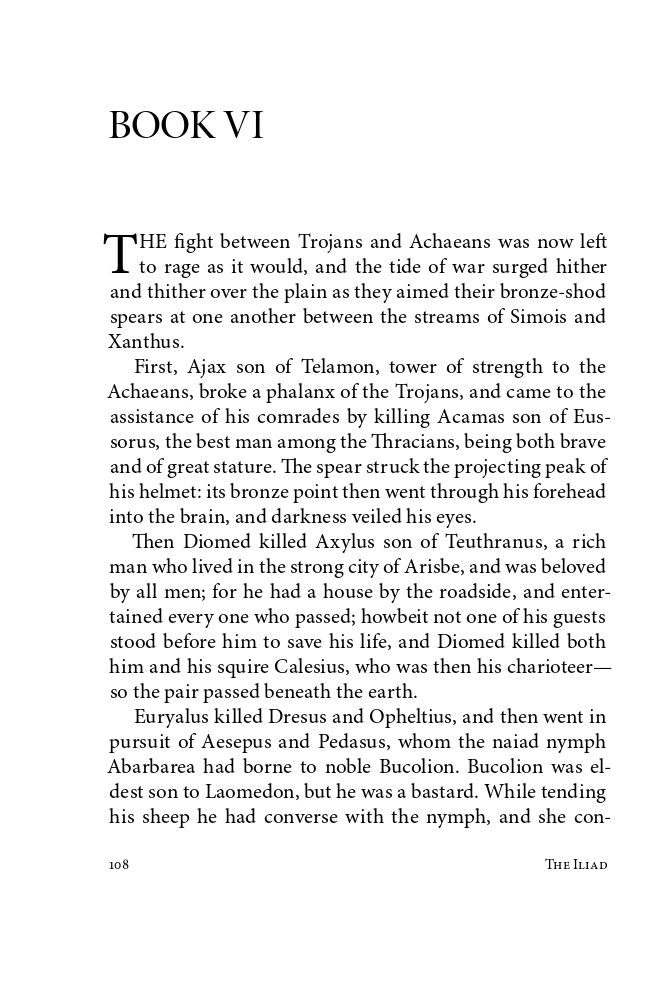 BOOK VI
THE fight between Trojans and Achaeans was now left
to rage as it would, and the tide of war surged hither
and thither over the plain as they aimed their bronze-shod
spears at one another between the streams of Simois and
Xanthus.
First, Ajax son of Telamon, tower of strength to the
Achaeans, broke a phalanx of the Trojans, and came to the
assistance of his comrades by killing Acamas son of Eus-
sorus, the best man among the Thracians, being both brave
and of great stature. The spear struck the projecting peak of
his helmet: its bronze point then went through his forehead
into the brain, and darkness veiled his eyes.
Then Diomed killed Axylus son of Teuthranus, a rich
man who lived in the strong city of Arisbe, and was beloved
by all men; for he had a house by the roadside, and enter-
tained every one who passed; howbeit not one of his guests
stood before him to save his life, and Diomed killed both
him and his squire Calesius, who was then his charioteer—
so the pair passed beneath the earth.
Euryalus killed Dresus and Opheltius, and then went in
pursuit of Aesepus and Pedasus, whom the naiad nymph
Abarbarea had borne to noble Bucolion. Bucolion was el-
dest son to Laomedon, but he was a bastard. While tending
his sheep he had converse with the nymph, and she con-
108 The Iliad